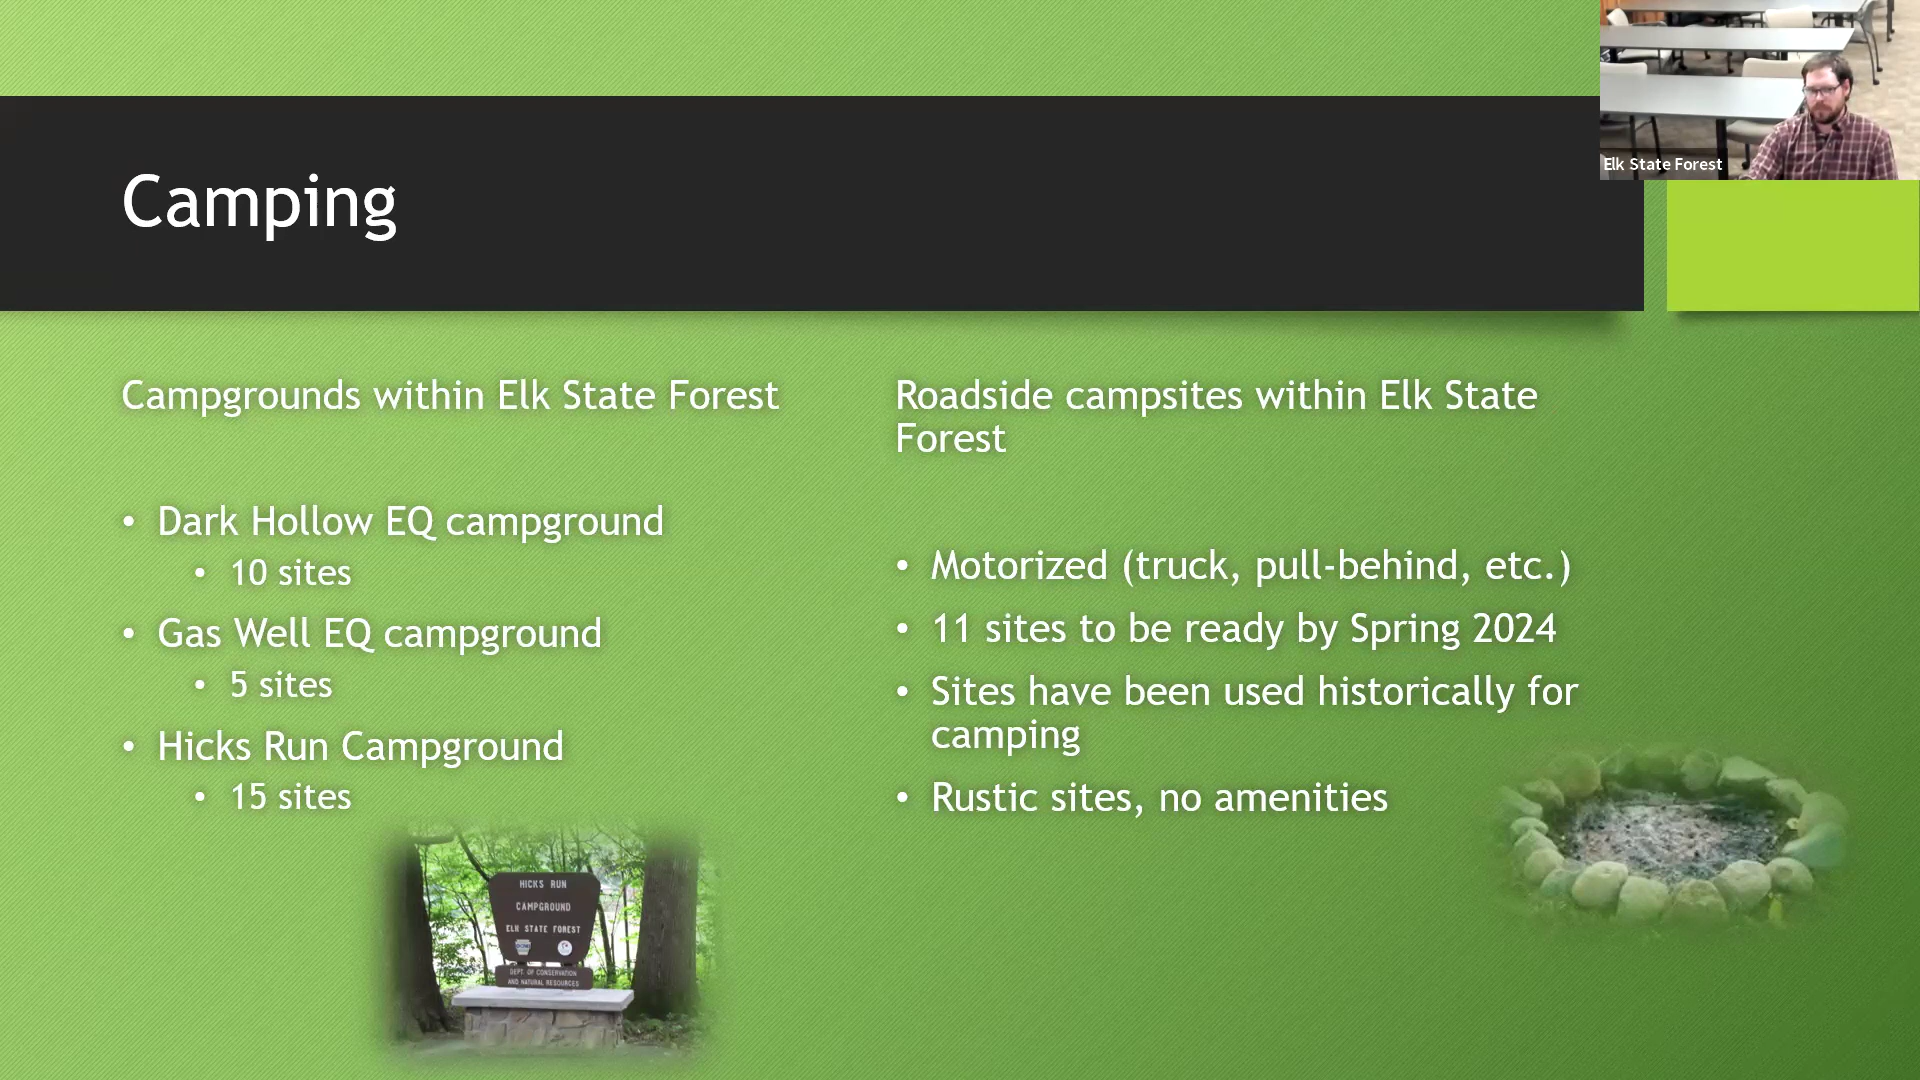 Elk State Forest
Camping
Campgrounds within Elk State Forest
• Dark Hollow EQ campground
• 10 sites
• Gas Well EQ campground
• 5 sites
• Hicks Run Campground
• 15 sites
Roadside campsites within Elk State
Forest
• Motorized (truck, pull-behind, etc.)
• 11 sites to be ready by Spring 2024
• Sites have been used historically for
camping
• Rustic sites, no amenities
HICKS RUN
CAMPGROUND
ELK STATE FOREST
DEPT. OF CONSERVATION
AND NATURAL RESOURCES